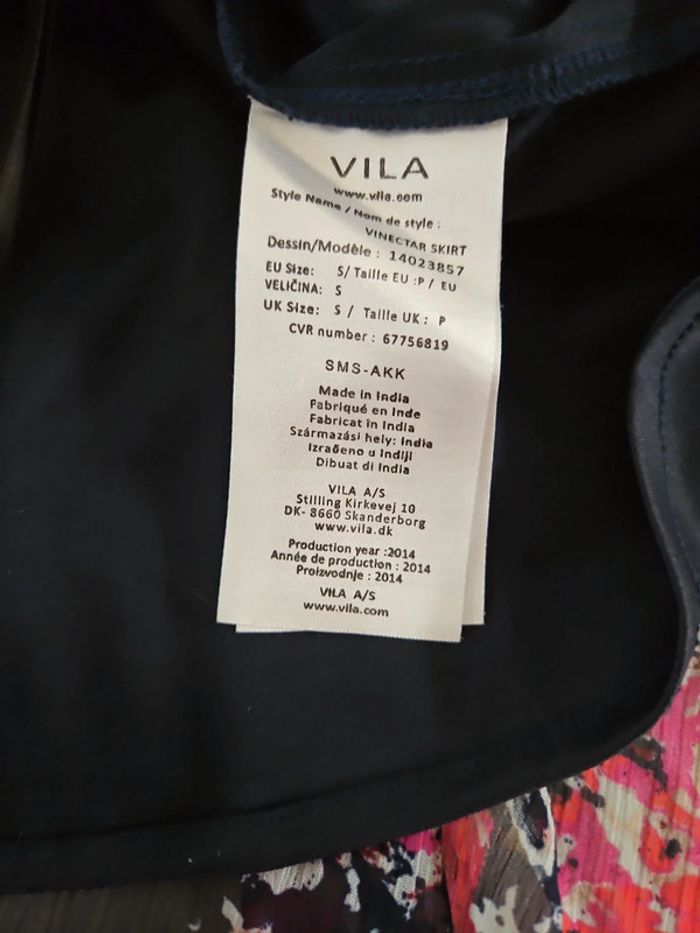 VILA
www.vila.com
Style Name / Nom de style :
VINECTAR SKIRT
Dessin/Modèle : 14023857
EU Size: S/ Taille EU :P / EU
VELIČINA: S
UK Size: S / Taille UK : P
CVR number : 67756819
SMS-AKK
Made in India
Fabriqué en Inde
Fabricat în India
Származási hely: India
Izrađeno u Indiji
Dibuat di India
VILA A/S
Stilling Kirkevej 10
DK- 8660 Skanderborg
www.vila.dk
Production year :2014
Année de production : 2014
Proizvodnje : 2014
VILA A/S
www.vila.com